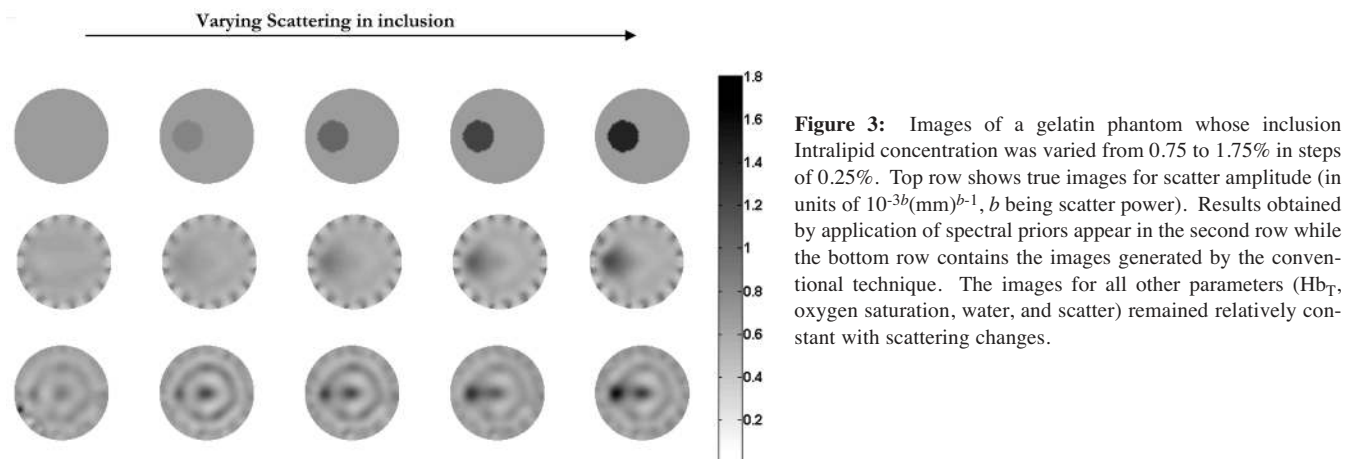 Varying Scattering in inclusion
1.8
1.6
1.4
1.2
1
0.8
0.6
0.4
0.2
Figure 3: Images of a gelatin phantom whose inclusion
Intralipid concentration was varied from 0.75 to 1.75% in steps
of 0.25%. Top row shows true images for scatter amplitude (in
units of 10^-3b(mm)^b-1, b being scatter power). Results obtained
by application of spectral priors appear in the second row while
the bottom row contains the images generated by the conven-
tional technique. The images for all other parameters (HbT,
oxygen saturation, water, and scatter) remained relatively con-
stant with scattering changes.